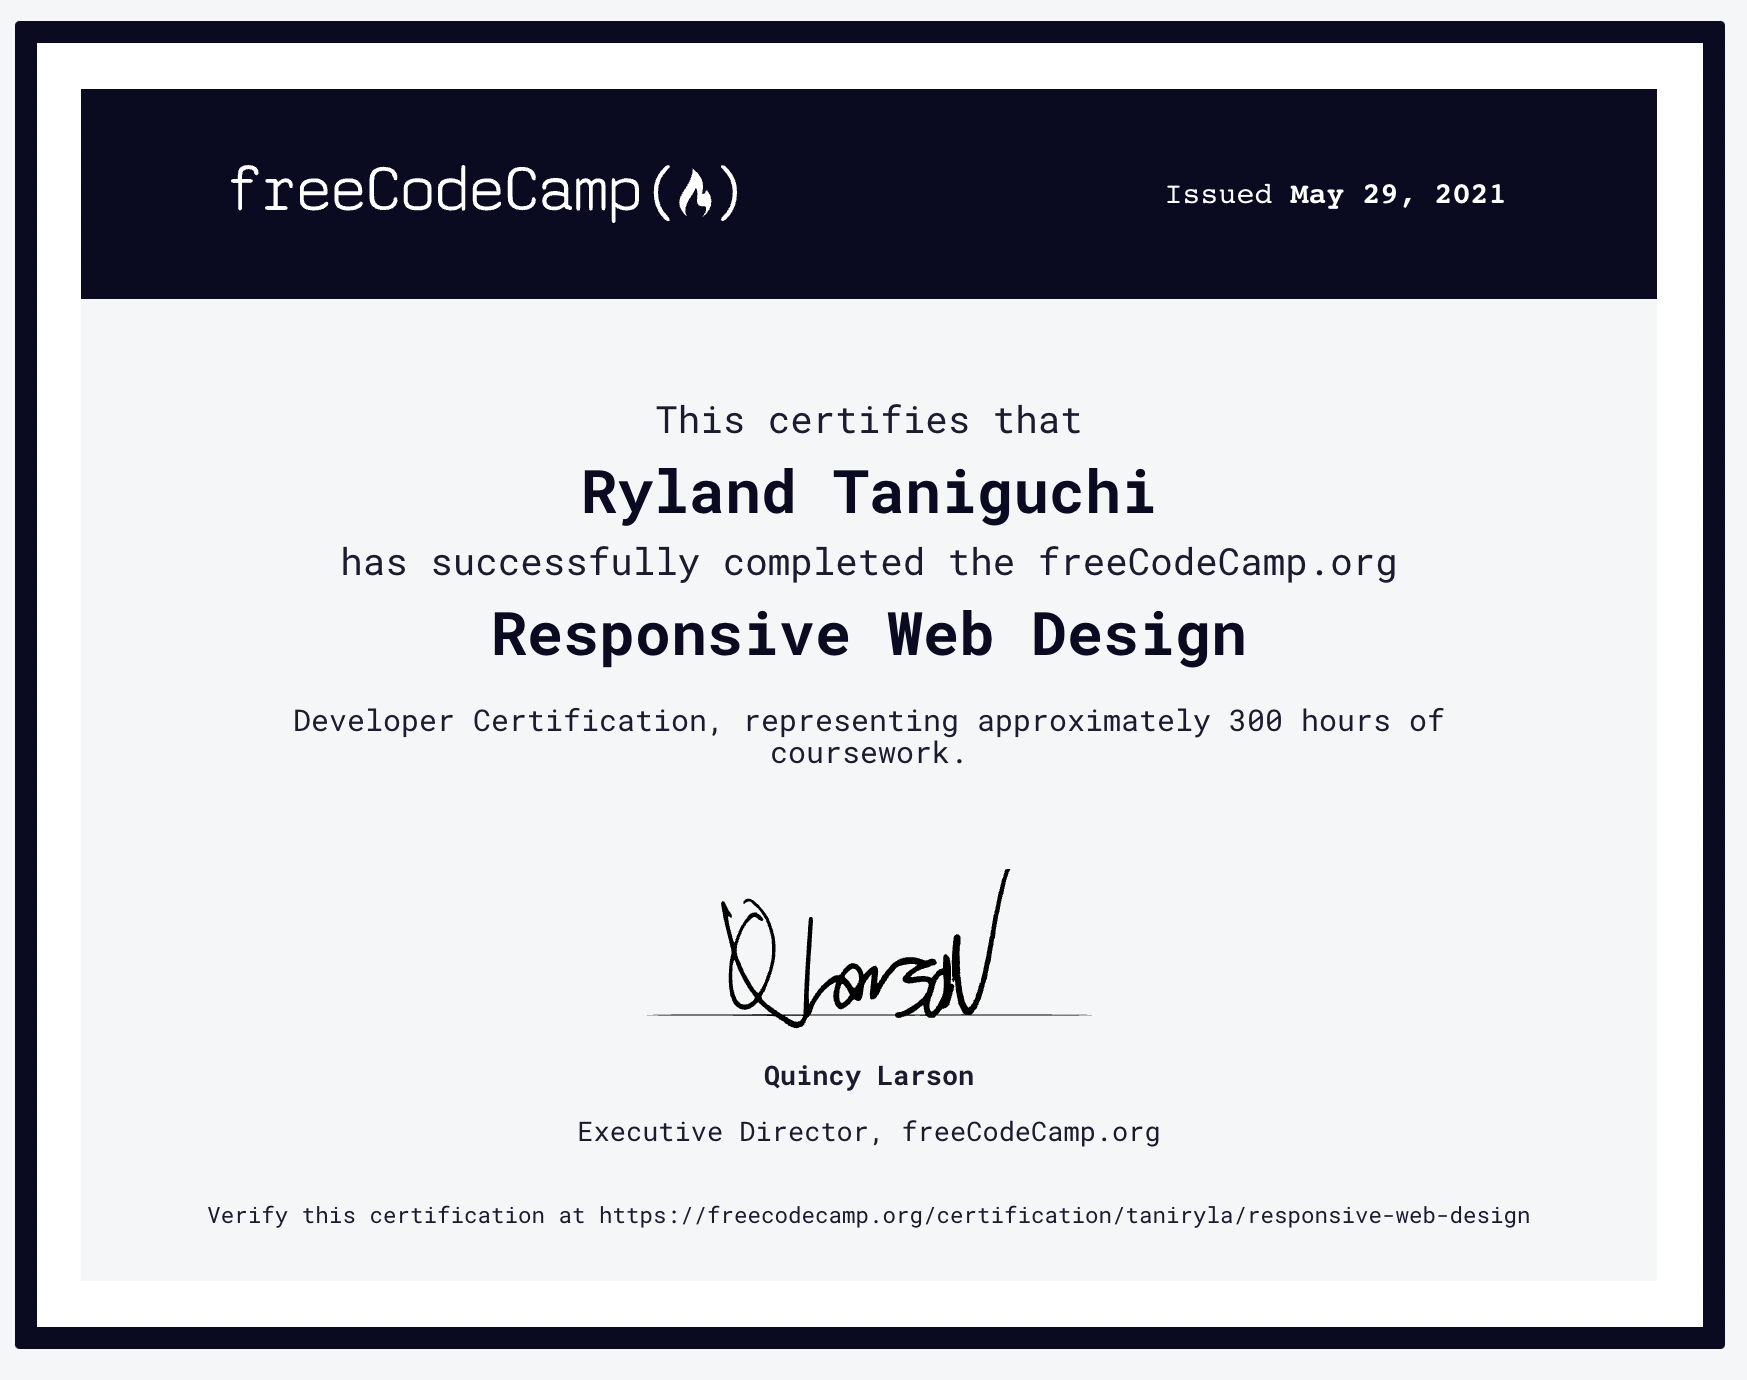 freeCodeCamp(🔥)
Issued May 29, 2021
This certifies that
Ryland Taniguchi
has successfully completed the freeCodeCamp.org
Responsive Web Design
Developer Certification, representing approximately 300 hours of
coursework.
Q Larson
Quincy Larson
Executive Director, freeCodeCamp.org
Verify this certification at https://freecodecamp.org/certification/taniryla/responsive-web-design